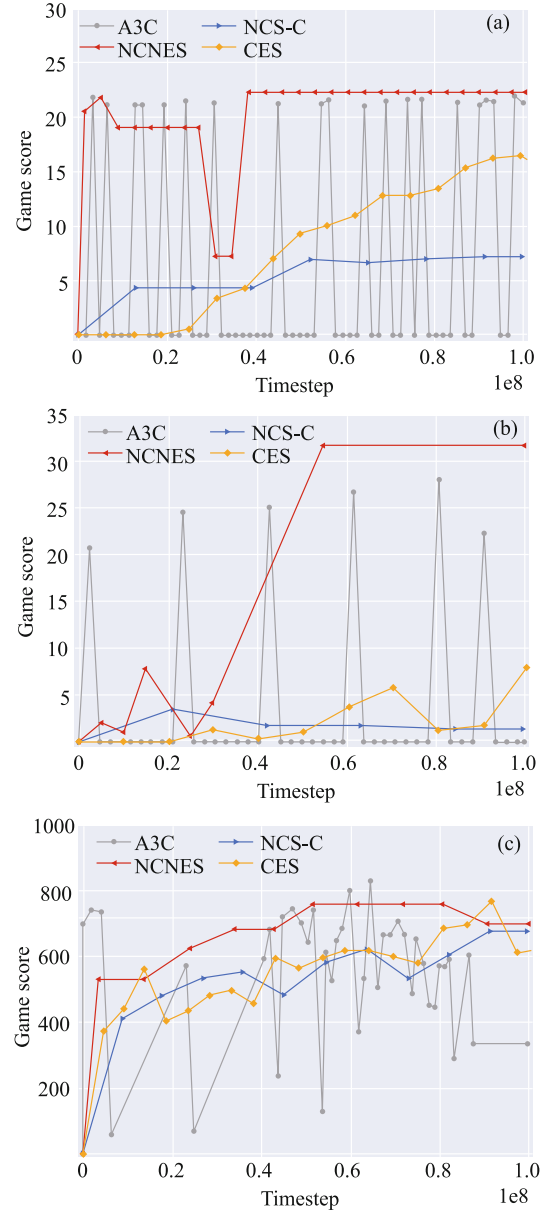 30
(a)
A3C
NCS-C
NCNES
CES
25
20
15
10
5
Game score
0
0.2
0.4
0.6
0.8
1.0
Timestep
1e8
35
(b)
A3C
NCS-C
NCNES
CES
30
25
20
15
10
5
Game score
0
0.2
0.4
0.6
0.8
1.0
Timestep
1e8
1000
(c)
A3C
NCS-C
NCNES
CES
800
600
400
200
Game score
0
0.2
0.4
0.6
0.8
1.0
Timestep
1e8